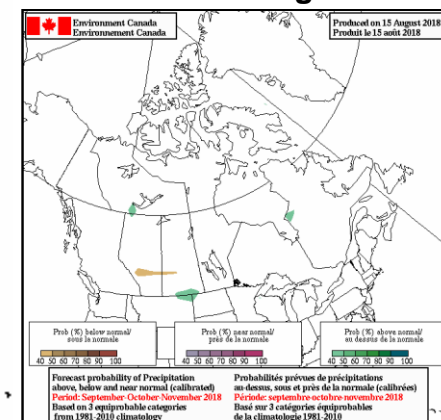 Environment Canada
Environnement Canada
Produced on 15 August 2018
Produit le 15 août 2018
Prob (%) below normal/
sous la normale
40 50 60 70 80 90 100
Prob (%) near normal/
près de la normale
40 50 60 70 80 90 100
Prob (%) above normal/
au dessus de la normale
40 50 60 70 80 90 100
Forecast probability of Precipitation
above, below and near normal (calibrated)
Period: September-October-November 2018
Based on 3 equiprobable categories
from 1981-2010 climatology
Probabilités prévues de précipitations
au-dessus, sous et près de la normale (calibrées)
Période: septembre-octobre-novembre 2018
Basé sur 3 catégories équiprobables
de la climatologie 1981-2010